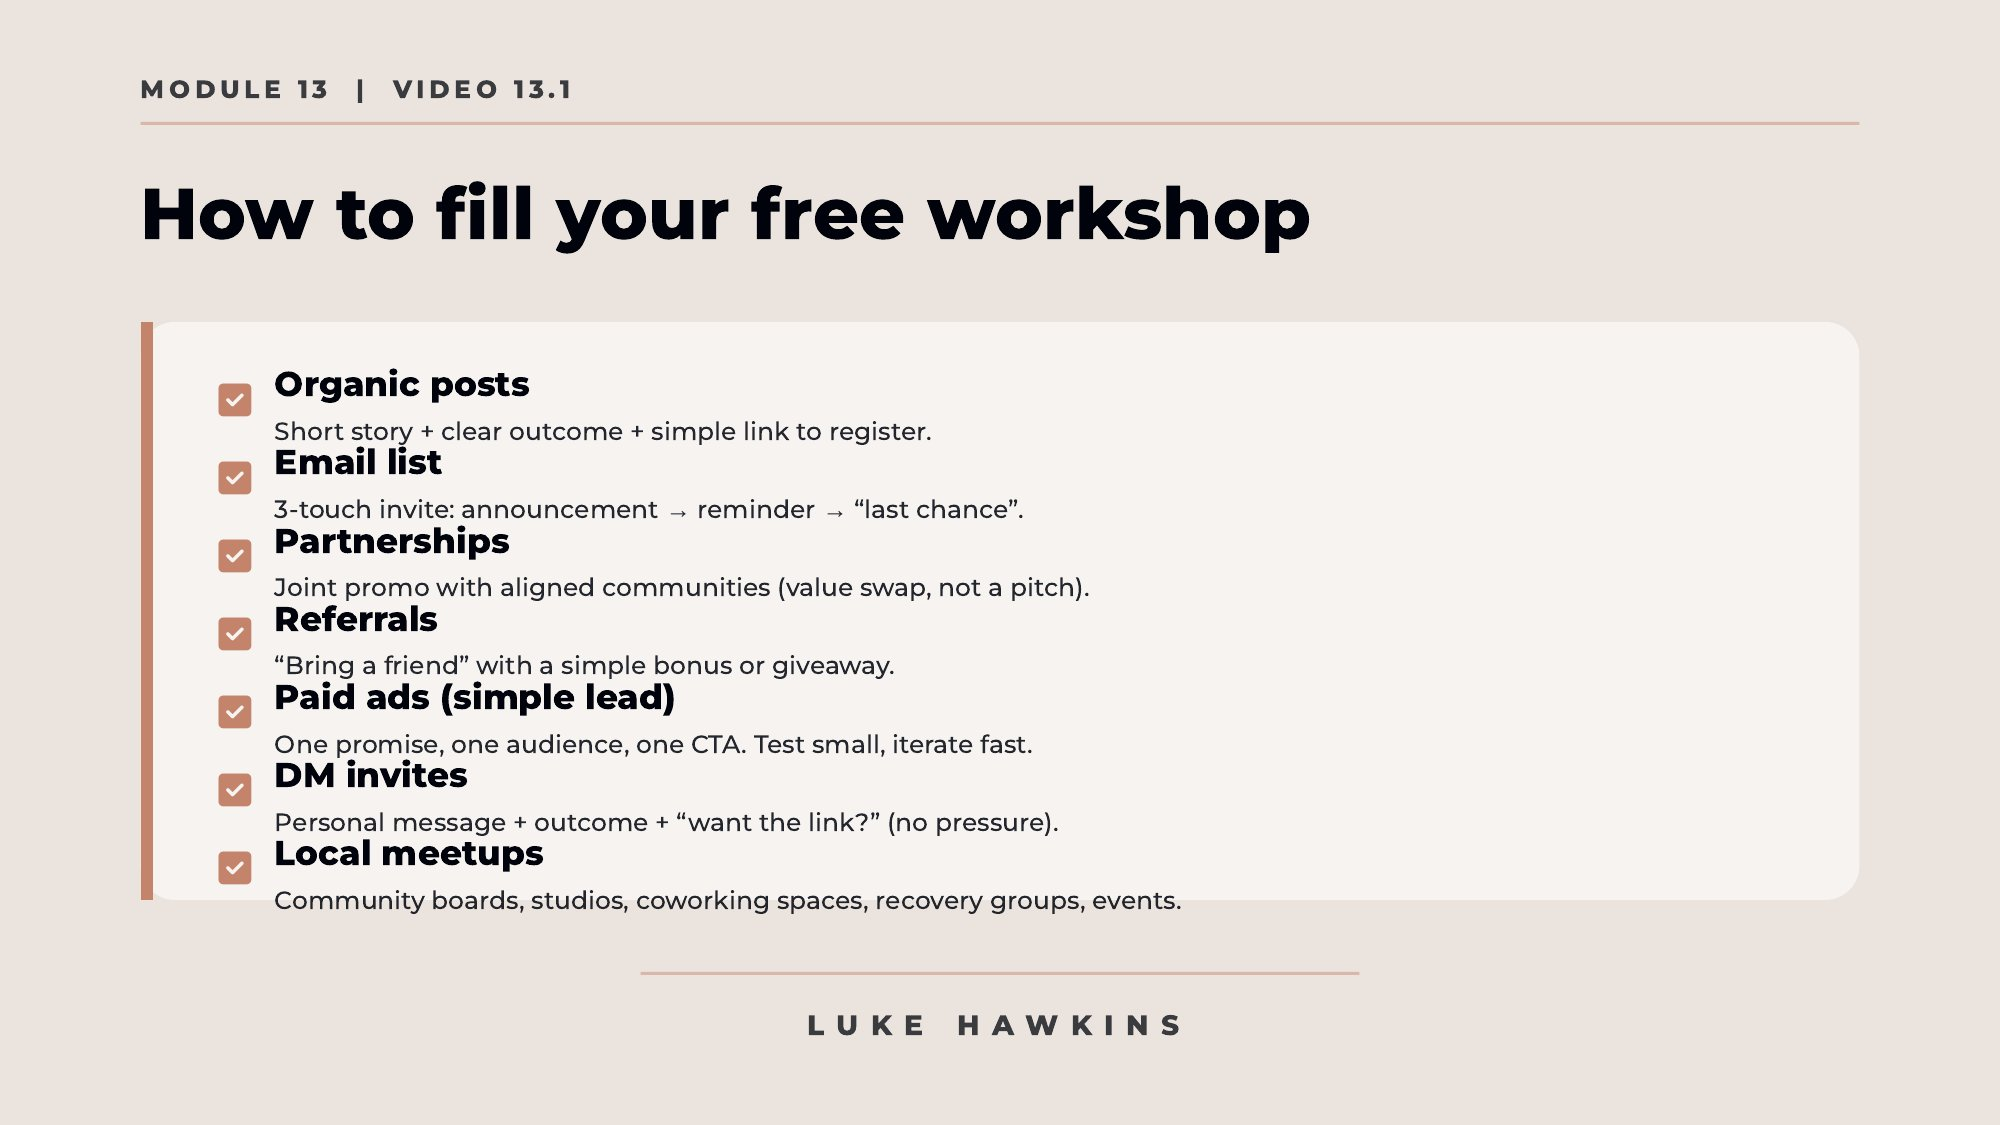 MODULE 13 | VIDEO 13.1
How to fill your free workshop
Organic posts
Short story + clear outcome + simple link to register.
Email list
3-touch invite: announcement → reminder → “last chance”.
Partnerships
Joint promo with aligned communities (value swap, not a pitch).
Referrals
“Bring a friend” with a simple bonus or giveaway.
Paid ads (simple lead)
One promise, one audience, one CTA. Test small, iterate fast.
DM invites
Personal message + outcome + “want the link?” (no pressure).
Local meetups
Community boards, studios, coworking spaces, recovery groups, events.
LUKE HAWKINS